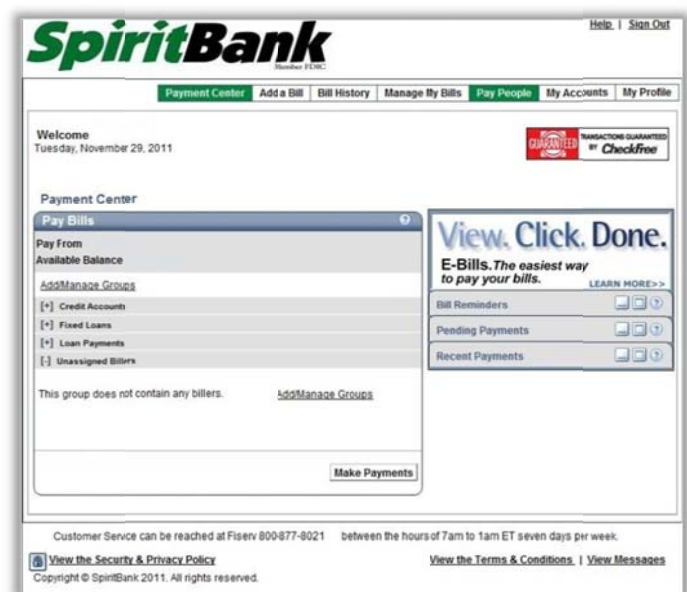 SpiritBank
Member FDIC
Help | Sign Out
Payment Center Add a Bill Bill History Manage My Bills Pay People My Accounts My Profile
Welcome
Tuesday, November 29, 2011
GUARANTEED TRANSACTIONS GUARANTEED
BY CheckFree
Payment Center
Pay Bills ?
Pay From
Available Balance
Add/Manage Groups
[+] Credit Accounts
[+] Fixed Loans
[+] Loan Payments
[-] Unassigned Billers
This group does not contain any billers. Add/Manage Groups
Make Payments
View. Click. Done.
E-Bills. The easiest way
to pay your bills.
LEARN MORE>>
Bill Reminders ?
Pending Payments ?
Recent Payments ?
Customer Service can be reached at Fiserv 800-877-8021 between the hours of 7am to 1am ET seven days per week.
View the Security & Privacy Policy View the Terms & Conditions | View Messages
Copyright © SpiritBank 2011. All rights reserved.